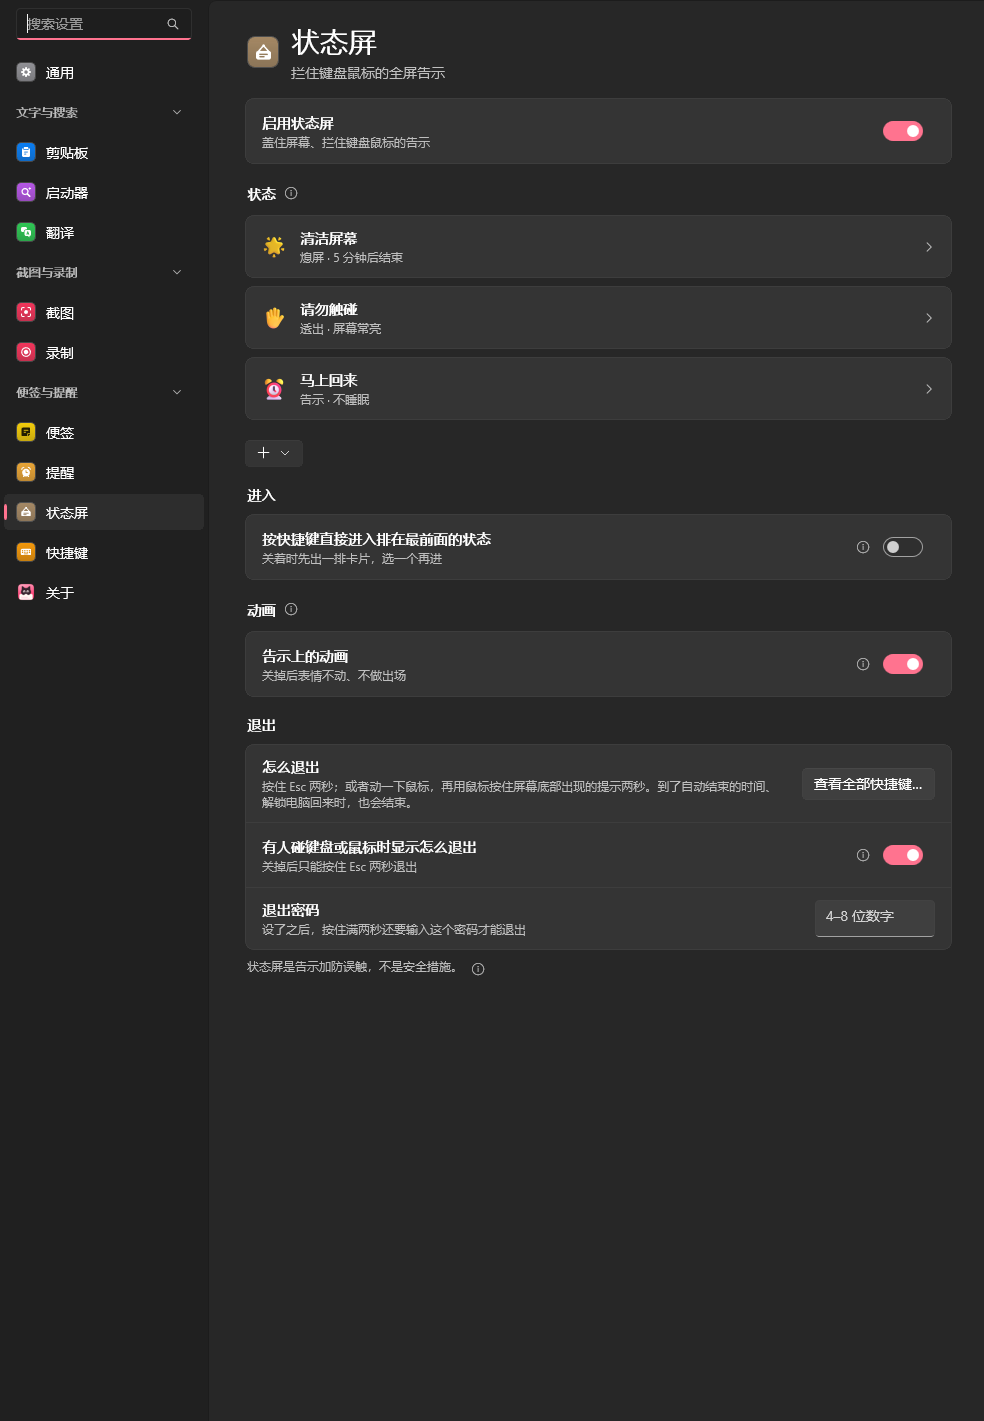 搜索设置
通用
文字与搜索
剪贴板
启动器
翻译
截图与录制
截图
录制
便签与提醒
便签
提醒
状态屏
快捷键
关于
状态屏
拦住键盘鼠标的全屏告示
启用状态屏
盖住屏幕、拦住键盘鼠标的告示
状态
清洁屏幕
熄屏 · 5 分钟后结束
请勿触碰
透出 · 屏幕常亮
马上回来
告示 · 不睡眠
进入
按快捷键直接进入排在最前面的状态
关着时先出一排卡片，选一个再进
动画
告示上的动画
关掉后表情不动、不做出场
退出
怎么退出
按住 Esc 两秒；或者动一下鼠标，再用鼠标按住屏幕底部出现的提示两秒。到了自动结束的时间、
解锁电脑回来时，也会结束。
查看全部快捷键...
有人碰键盘或鼠标时显示怎么退出
关掉后只能按住 Esc 两秒退出
退出密码
设了之后，按住满两秒还要输入这个密码才能退出
4–8 位数字
状态屏是告示加防误触，不是安全措施。